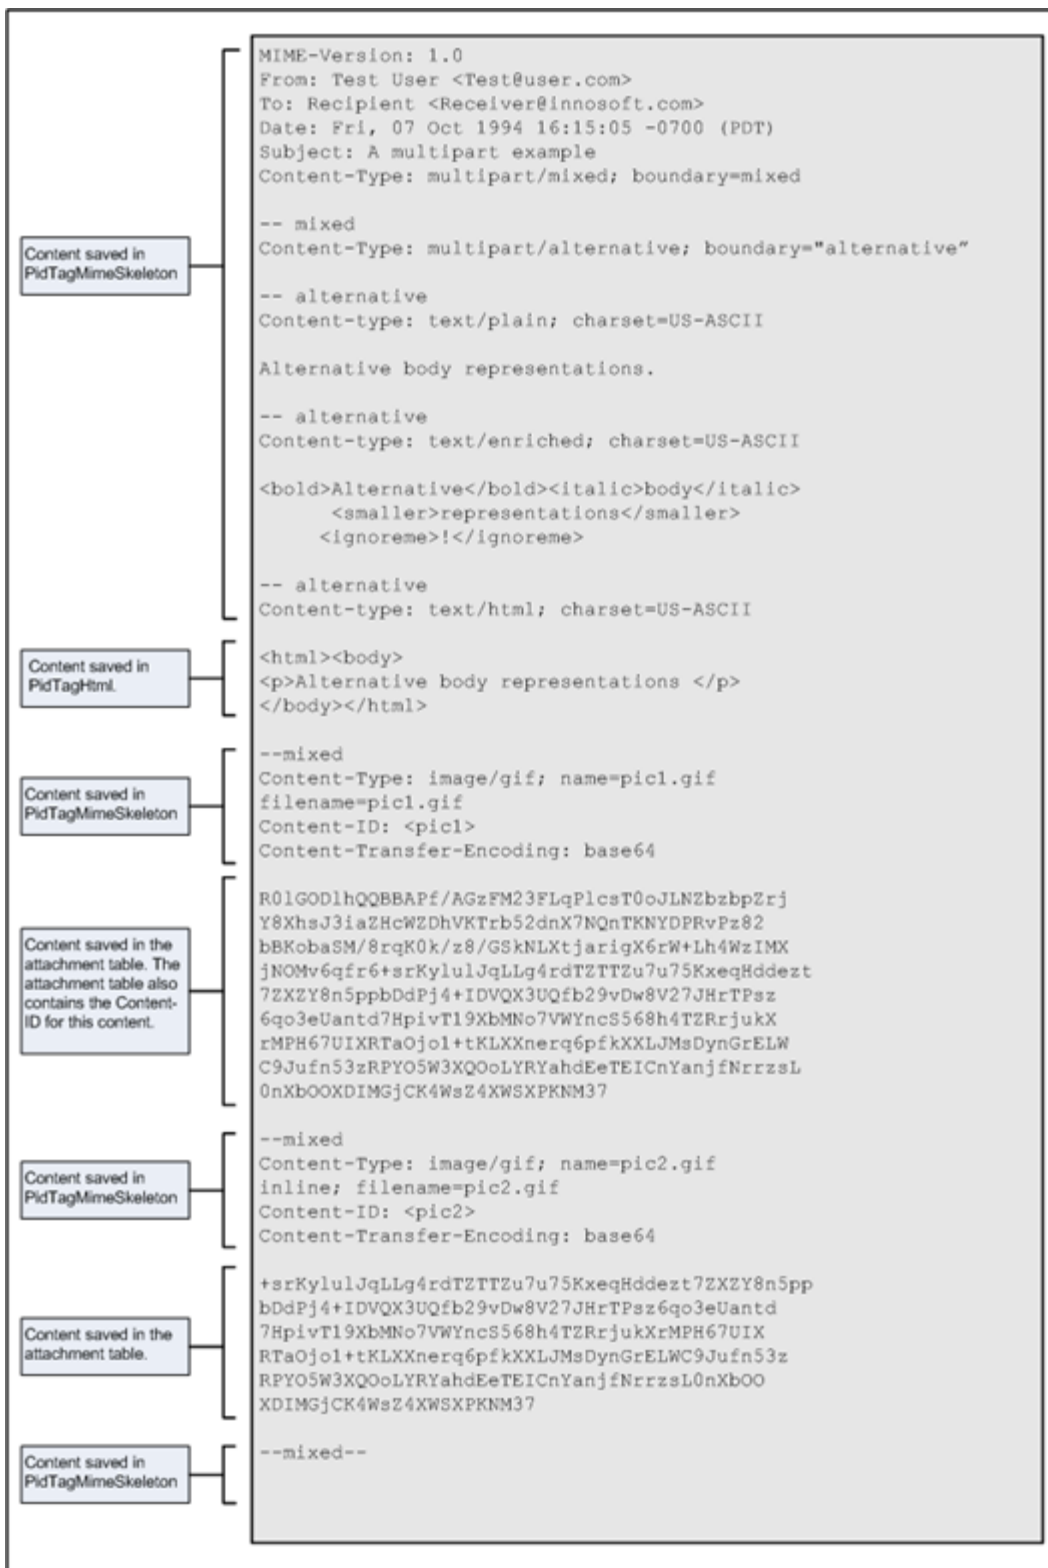 MIME-Version: 1.0
From: Test User <Test@user.com>
To: Recipient <Receiver@innosoft.com>
Date: Fri, 07 Oct 1994 16:15:05 -0700 (PDT)
Subject: A multipart example
Content-Type: multipart/mixed; boundary=mixed
-- mixed
Content saved in
PidTagMimeSkeleton
Content-Type: multipart/alternative; boundary="alternative”
-- alternative
Content-type: text/plain; charset=US-ASCII
Alternative body representations.
-- alternative
Content-type: text/enriched; charset=US-ASCII
<bold>Alternative</bold><italic>body</italic>
<smaller>representations</smaller>
<ignoreme>!</ignoreme>
-- alternative
Content-type: text/html; charset=US-ASCII
Content saved in
PidTagHtml.
<html><body>
<p>Alternative body representations </p>
</body></html>
Content saved in
PidTagMimeSkeleton
--mixed
Content-Type: image/gif; name=pic1.gif
filename=pic1.gif
Content-ID: <pic1>
Content-Transfer-Encoding: base64
Content saved in the
attachment table. The
attachment table also
contains the Content-
ID for this content.
R0lGODlhQQBBAPf/AGzFM23FLqPlcsT0oJLNZbzbpZrj
Y8XhsJ3iaZHcWZDhVKTrb52dnX7NQnTKNYDPRvPz82
bBKobaSM/8rqK0k/z8/GSkNLXtjarigX6rW+Lh4WzIMX
jNOMv6qfr6+srKylulJqLLg4rdTZTTZu7u75KxeqHddezt
7ZXZY8n5ppbDdPj4+IDVQX3UQfb29vDw8V27JHrTPsz
6qo3eUantd7HpivT19XbMNo7VWYncS568h4TZRrjukX
rMPH67UIXRTaOjo1+tKLXXnerq6pfkXXLJMsDynGrELW
C9Jufn53zRPYO5W3XQOoLYRYahdEeTEICnYanjfNrrzsL
0nXbOOXDIMGjCK4WsZ4XWSXPKNM37
Content saved in
PidTagMimeSkeleton
--mixed
Content-Type: image/gif; name=pic2.gif
inline; filename=pic2.gif
Content-ID: <pic2>
Content-Transfer-Encoding: base64
Content saved in the
attachment table.
+srKylulJqLLg4rdTZTTZu7u75KxeqHddezt7ZXZY8n5pp
bDdPj4+IDVQX3UQfb29vDw8V27JHrTPsz6qo3eUantd
7HpivT19XbMNo7VWYncS568h4TZRrjukXrMPH67UIX
RTaOjo1+tKLXXnerq6pfkXXLJMsDynGrELWC9Jufn53z
RPYO5W3XQOoLYRYahdEeTEICnYanjfNrrzsL0nXbOO
XDIMGjCK4WsZ4XWSXPKNM37
Content saved in
PidTagMimeSkeleton
--mixed--